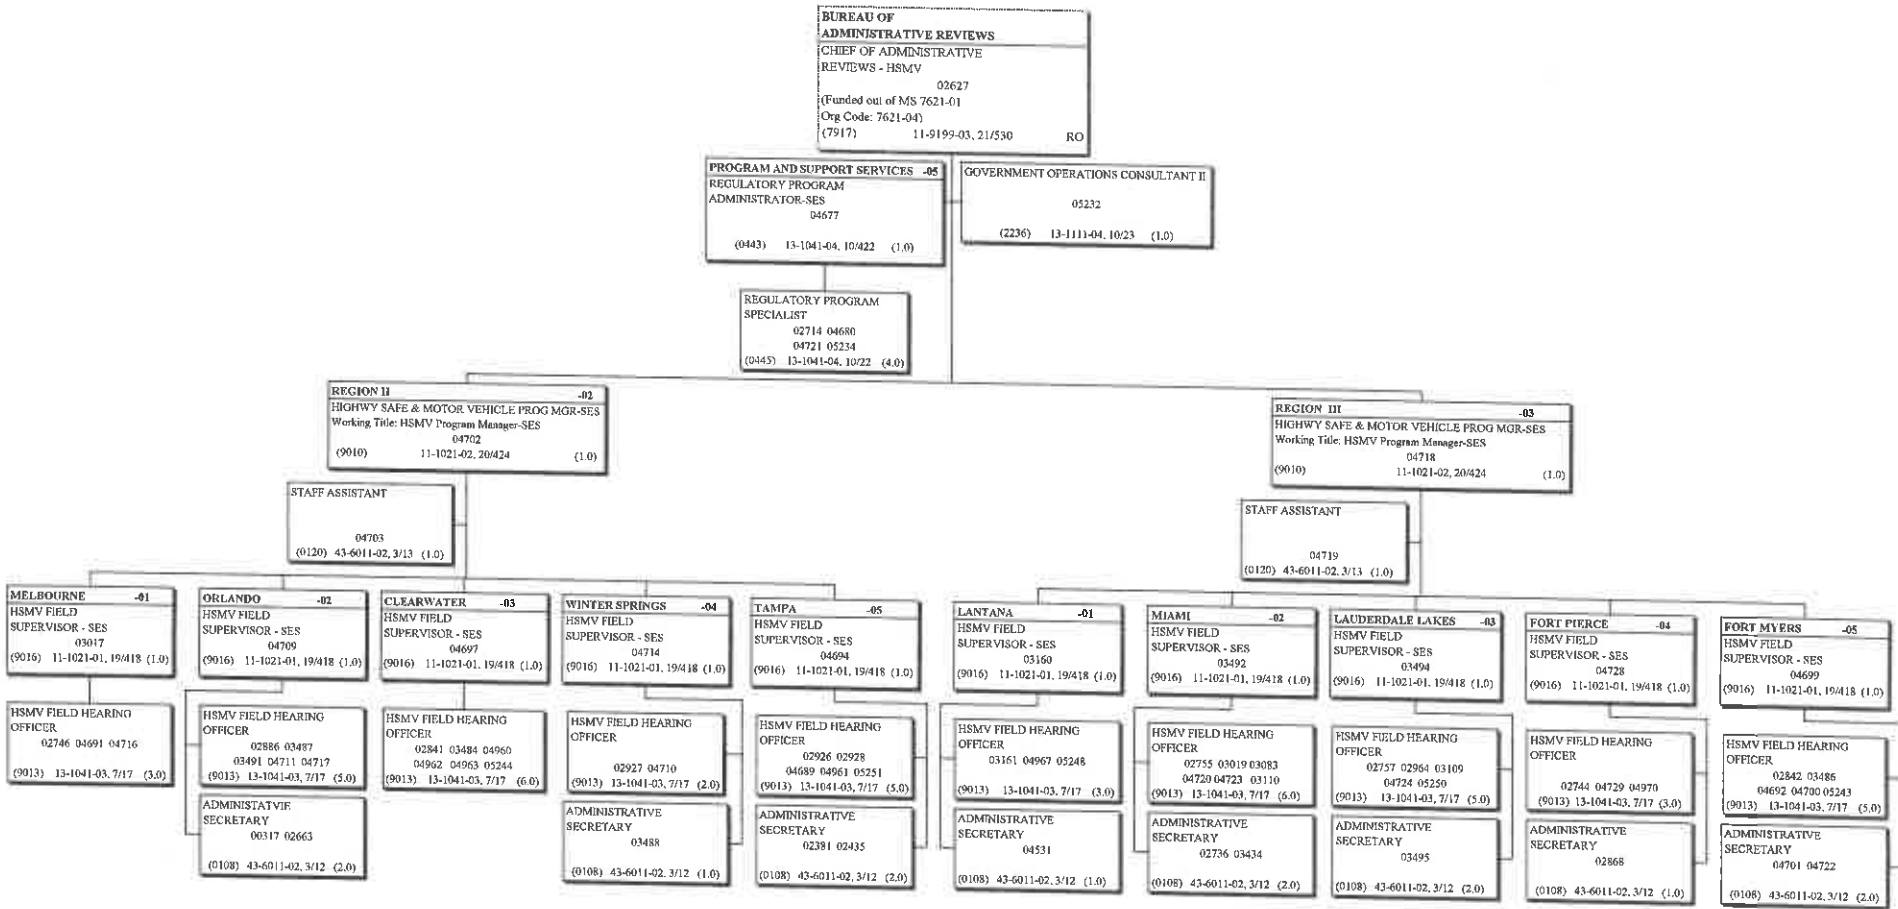 BUREAU OF
ADMINISTRATIVE REVIEWS
CHIEF OF ADMINISTRATIVE
REVIEWS - HSMV
02627
(Funded out of MS 7621-01
Org Code: 7621-04)
(7917) 11-9199-03, 21/530 RO
PROGRAM AND SUPPORT SERVICES -05
REGULATORY PROGRAM
ADMINISTRATOR-SES
04677
(0443) 13-1041-04, 10/422 (1.0)
GOVERNMENT OPERATIONS CONSULTANT II
05232
(2236) 13-1111-04, 10/23 (1.0)
REGULATORY PROGRAM
SPECIALIST
02714 04680
04721 05234
(0445) 13-1041-04, 10/22 (4.0)
REGION II -02
HIGHWY SAFE & MOTOR VEHICLE PROG MGR-SES
Working Title: HSMV Program Manager-SES
04702
(9010) 11-1021-02, 20/424 (1.0)
REGION III -03
HIGHWY SAFE & MOTOR VEHICLE PROG MGR-SES
Working Title: HSMV Program Manager-SES
04718
(9010) 11-1021-02, 20/424 (1.0)
STAFF ASSISTANT
04703
(0120) 43-6011-02, 3/13 (1.0)
STAFF ASSISTANT
04719
(0120) 43-6011-02, 3/13 (1.0)
MELBOURNE -01
HSMV FIELD
SUPERVISOR - SES
03017
(9016) 11-1021-01, 19/418 (1.0)
ORLANDO -02
HSMV FIELD
SUPERVISOR - SES
04709
(9016) 11-1021-01, 19/418 (1.0)
CLEARWATER -03
HSMV FIELD
SUPERVISOR - SES
04697
(9016) 11-1021-01, 19/418 (1.0)
WINTER SPRINGS -04
HSMV FIELD
SUPERVISOR - SES
04714
(9016) 11-1021-01, 19/418 (1.0)
TAMPA -05
HSMV FIELD
SUPERVISOR - SES
04694
(9016) 11-1021-01, 19/418 (1.0)
LANTANA -01
HSMV FIELD
SUPERVISOR - SES
03160
(9016) 11-1021-01, 19/418 (1.0)
MIAMI -02
HSMV FIELD
SUPERVISOR - SES
03492
(9016) 11-1021-01, 19/418 (1.0)
LAUDERDALE LAKES -03
HSMV FIELD
SUPERVISOR - SES
03494
(9016) 11-1021-01, 19/418 (1.0)
FORT PIERCE -04
HSMV FIELD
SUPERVISOR - SES
04728
(9016) 11-1021-01, 19/418 (1.0)
FORT MYERS -05
HSMV FIELD
SUPERVISOR - SES
04699
(9016) 11-1021-01, 19/418 (1.0)
HSMV FIELD HEARING
OFFICER
02746 04691 04716
(9013) 13-1041-03, 7/17 (3.0)
HSMV FIELD HEARING
OFFICER
02886 03487
03491 04711 04717
(9013) 13-1041-03, 7/17 (5.0)
HSMV FIELD HEARING
OFFICER
02841 03484 04960
04962 04963 05244
(9013) 13-1041-03, 7/17 (6.0)
HSMV FIELD HEARING
OFFICER
02927 04710
(9013) 13-1041-03, 7/17 (2.0)
HSMV FIELD HEARING
OFFICER
02926 02928
04689 04961 05251
(9013) 13-1041-03, 7/17 (5.0)
HSMV FIELD HEARING
OFFICER
03161 04967 05248
(9013) 13-1041-03, 7/17 (3.0)
HSMV FIELD HEARING
OFFICER
02755 03019 03083
04720 04723 03110
(9013) 13-1041-03, 7/17 (6.0)
HSMV FIELD HEARING
OFFICER
02757 02964 03109
04724 05250
(9013) 13-1041-03, 7/17 (5.0)
HSMV FIELD HEARING
OFFICER
02744 04729 04970
(9013) 13-1041-03, 7/17 (3.0)
HSMV FIELD HEARING
OFFICER
02842 03486
04692 04700 05243
(9013) 13-1041-03, 7/17 (5.0)
ADMINISTATVIE
SECRETARY
00317 02663
(0108) 43-6011-02, 3/12 (2.0)
ADMINISTRATIVE
SECRETARY
03488
(0108) 43-6011-02, 3/12 (1.0)
ADMINISTRATIVE
SECRETARY
02381 02435
(0108) 43-6011-02, 3/12 (2.0)
ADMINISTRATIVE
SECRETARY
04531
(0108) 43-6011-02, 3/12 (1.0)
ADMINISTRATIVE
SECRETARY
02736 03434
(0108) 43-6011-02, 3/12 (2.0)
ADMINISTRATIVE
SECRETARY
03495
(0108) 43-6011-02, 3/12 (2.0)
ADMINISTRATIVE
SECRETARY
02868
(0108) 43-6011-02, 3/12 (1.0)
ADMINISTRATIVE
SECRETARY
04701 04722
(0108) 43-6011-02, 3/12 (2.0)